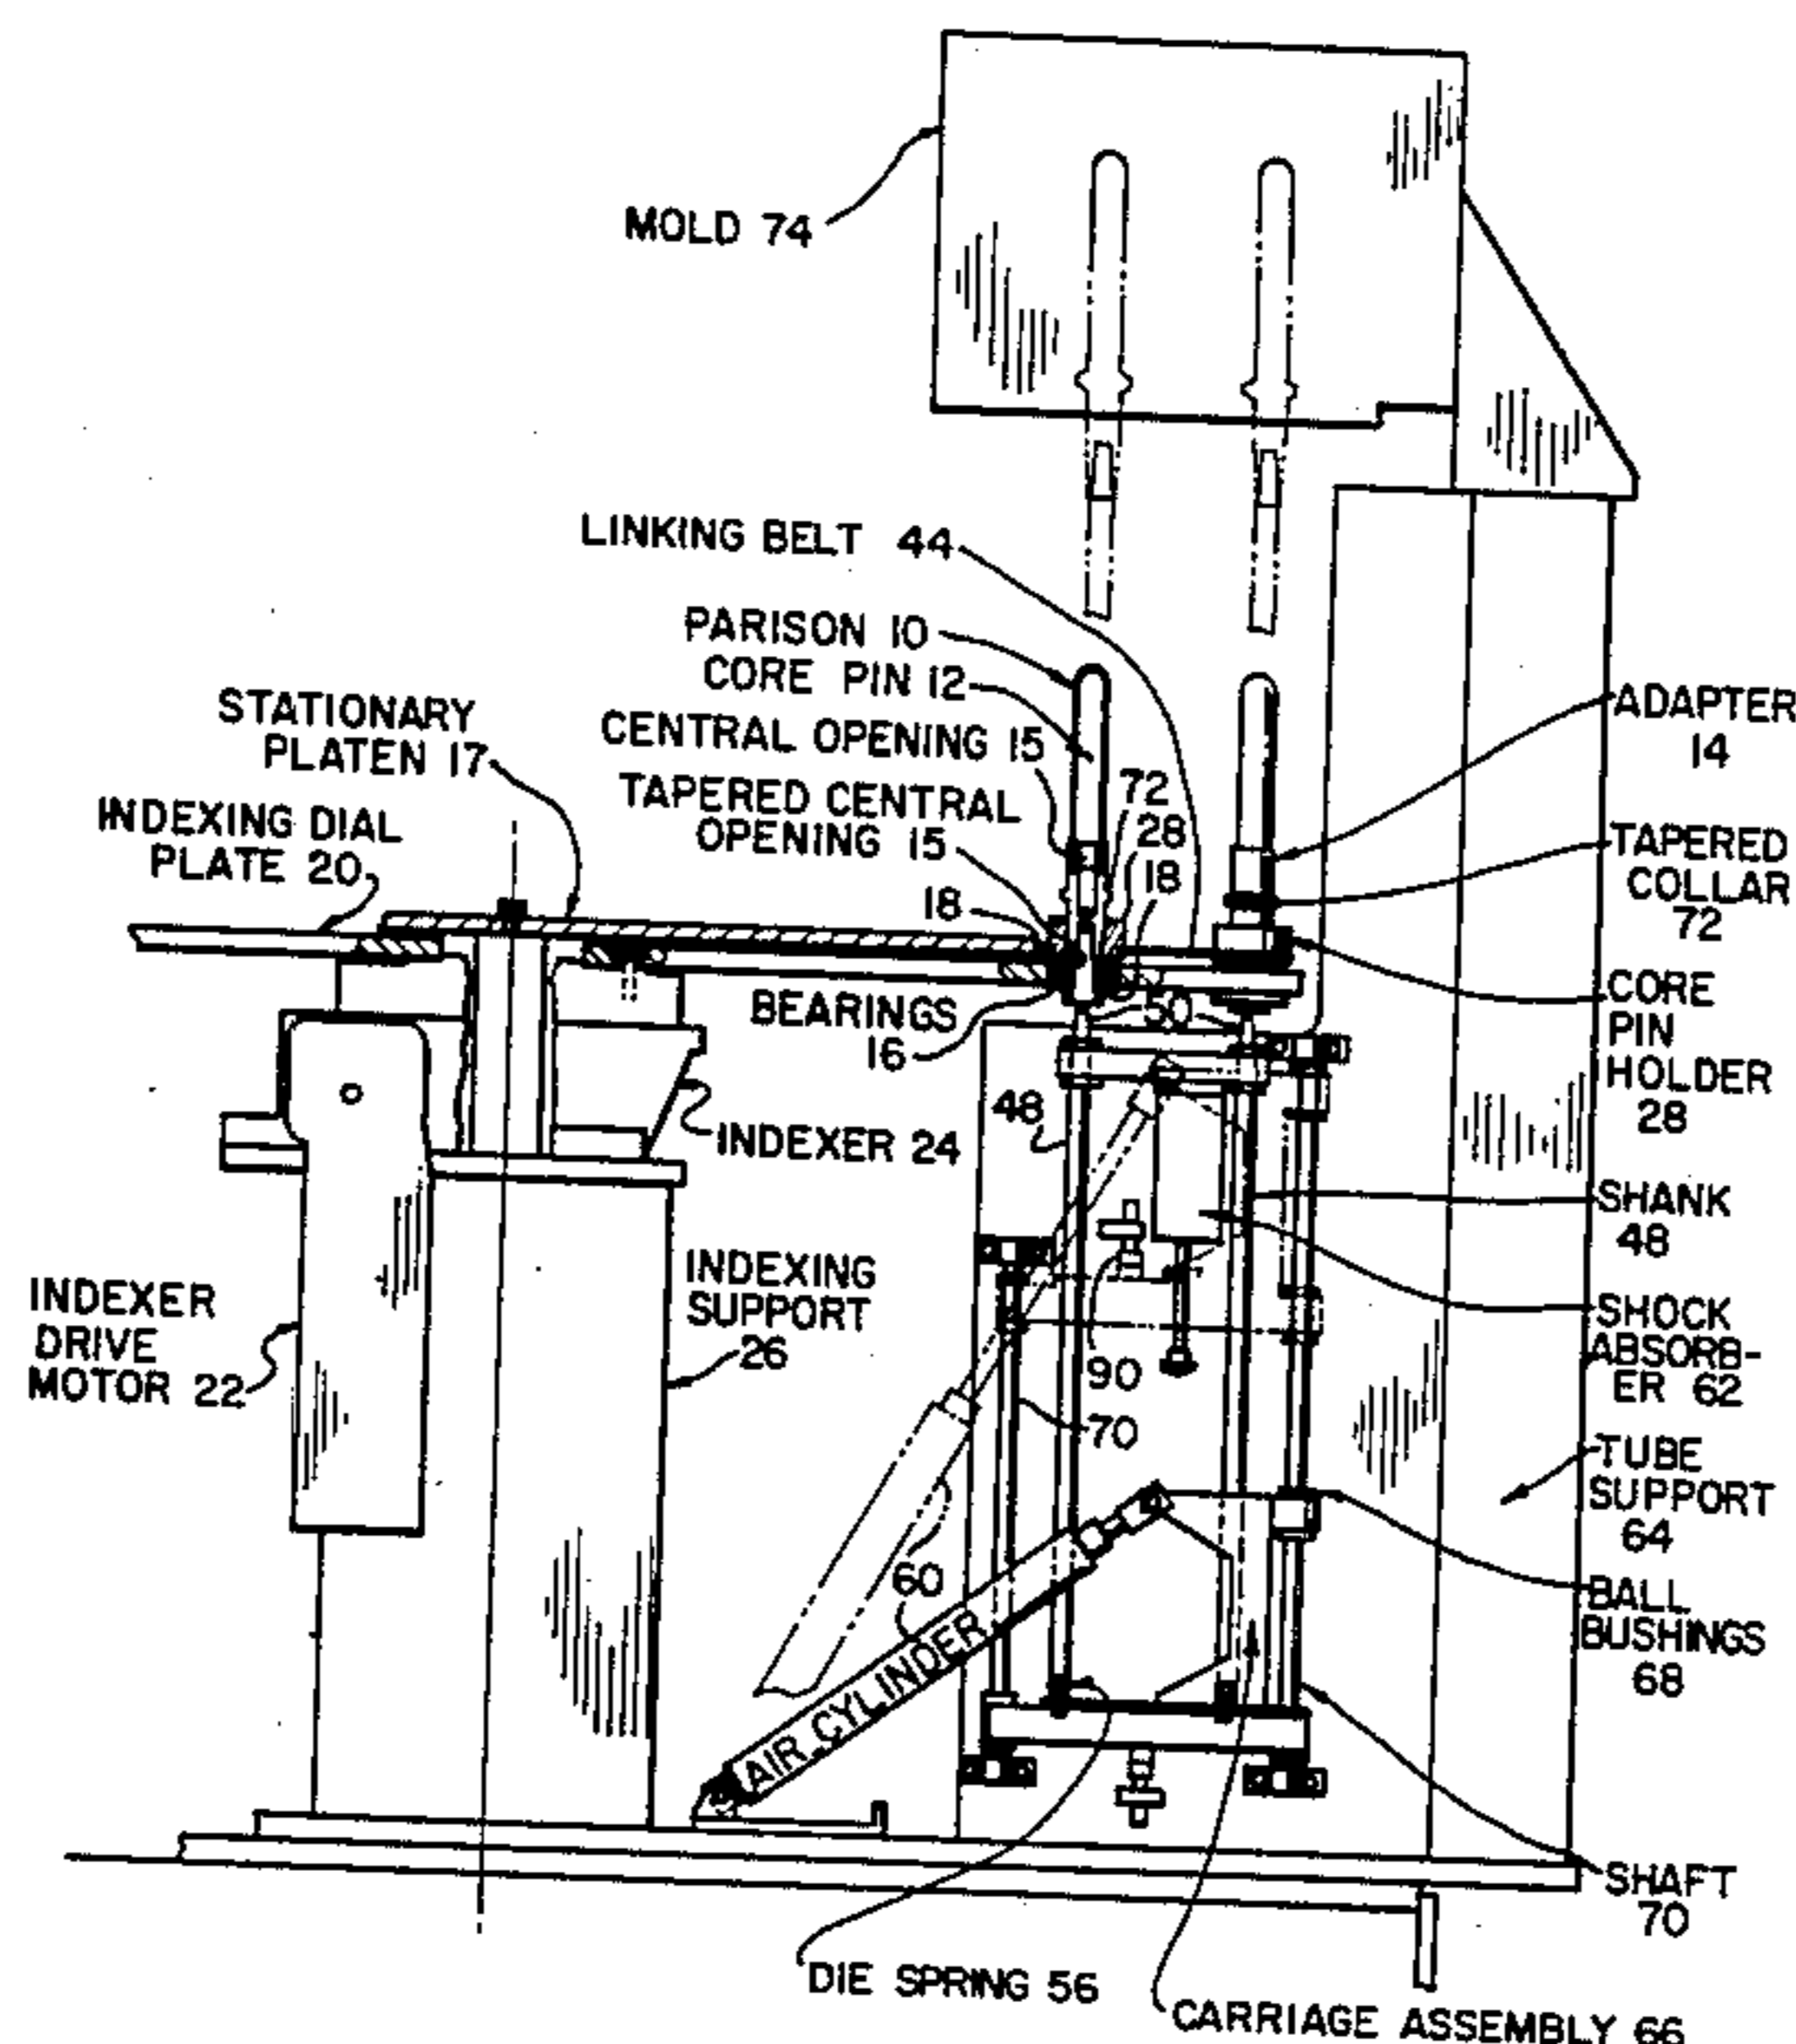 MOLD 74
LINKING BELT 44
PARISON 10
CORE PIN 12
STATIONARY
PLATEN 17
CENTRAL OPENING 15
TAPERED CENTRAL
OPENING 15
72
28
18
18
INDEXING DIAL
PLATE 20
ADAPTER
14
TAPERED
COLLAR
72
BEARINGS
16
50
CORE
PIN
HOLDER
28
48
INDEXER 24
SHANK
48
INDEXING
SUPPORT
26
INDEXER
DRIVE
MOTOR 22
90
70
SHOCK
ABSORB-
ER 62
TUBE
SUPPORT
64
60
AIR CYLINDER
BALL
BUSHINGS
68
SHAFT
70
DIE SPRING 56
CARRIAGE ASSEMBLY 66